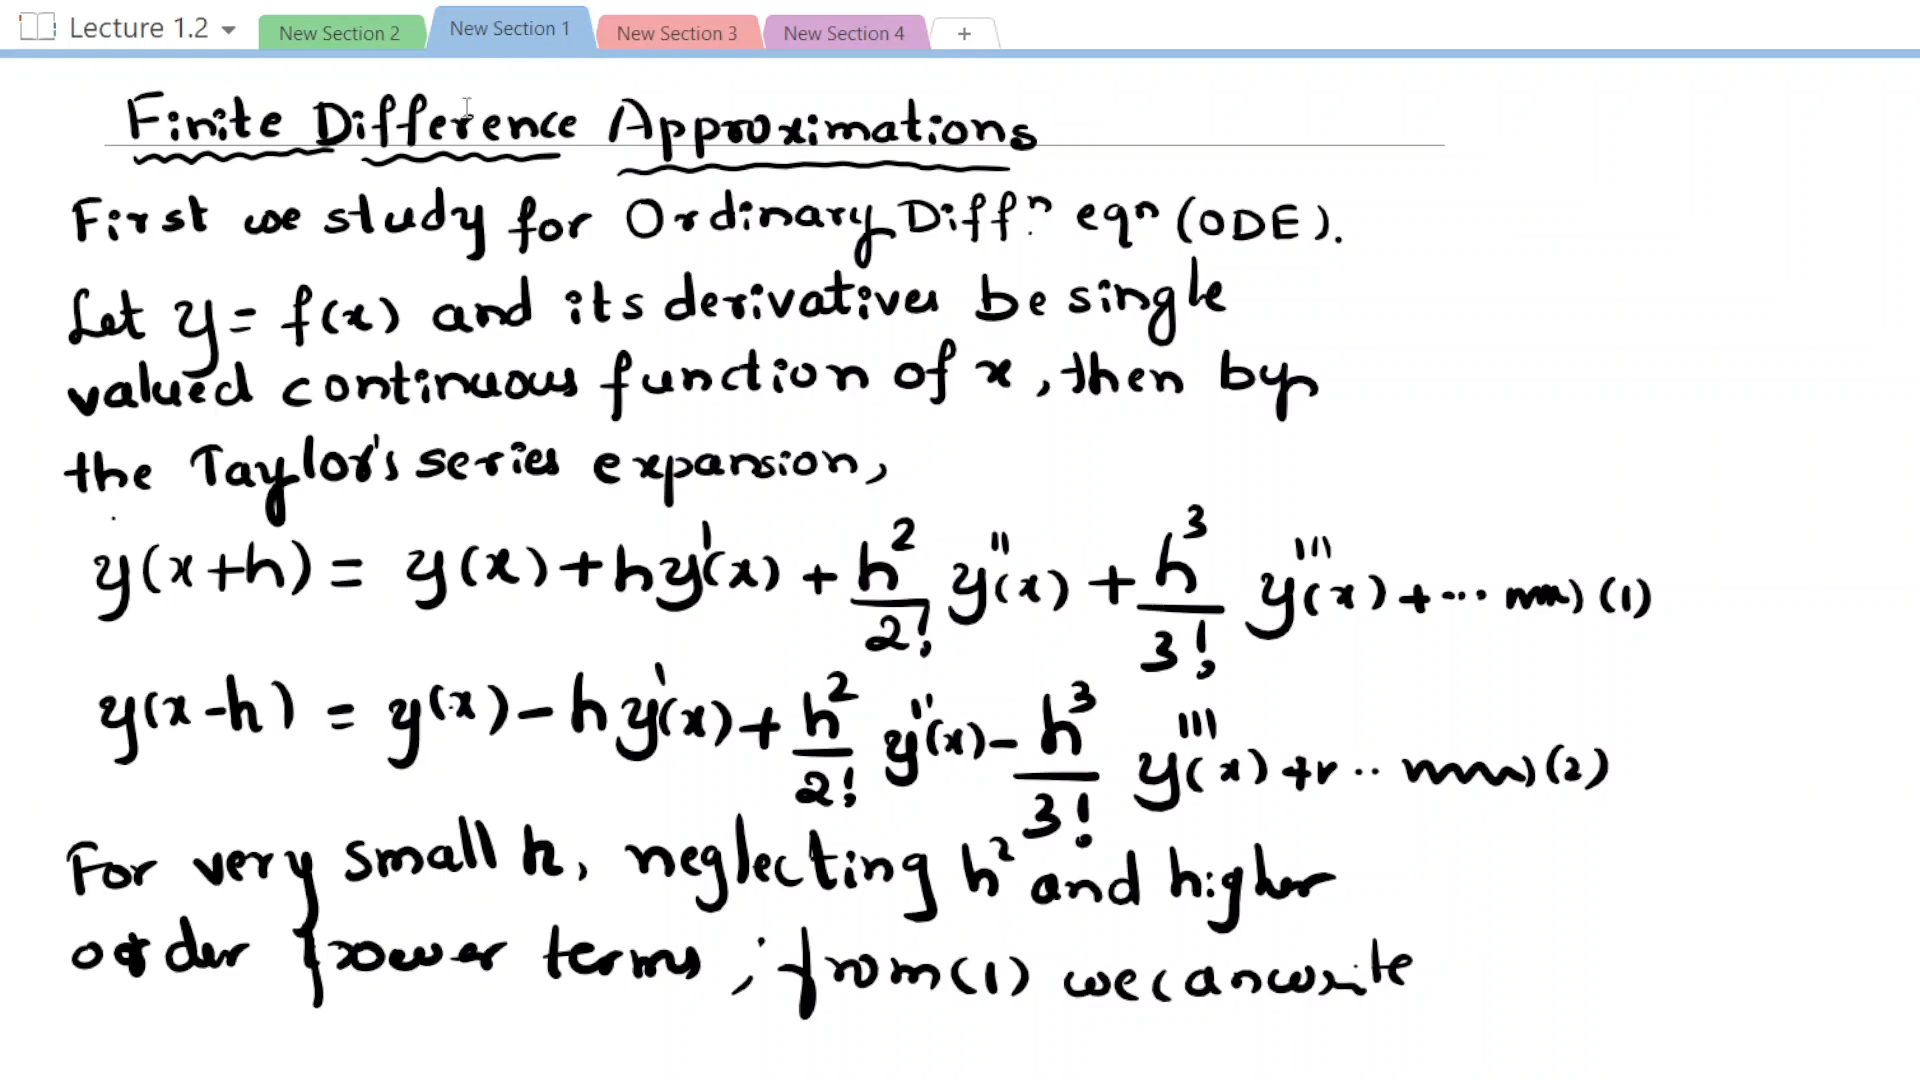 Lecture 1.2 New Section 2 New Section 1 New Section 3 New Section 4 +
Finite Difference Approximations
First we study for Ordinary Diffⁿ. eqⁿ (ODE).
Let y = f(x) and its derivatives be single
valued continuous function of x, then by
the Taylor's series expansion,
y(x+h) = y(x) + hy'(x) + h²/2! y''(x) + h³/3! y'''(x) + ... (1)
y(x-h) = y(x) - hy'(x) + h²/2! y''(x) - h³/3! y'''(x) + ... (2)
For very small h, neglecting h² and higher
order power terms, from (1) we can write